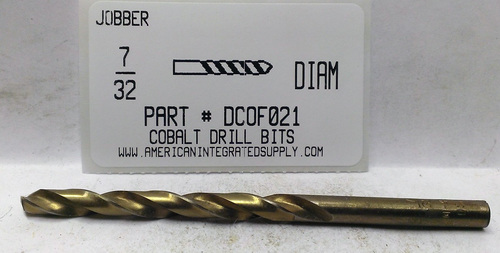 JOBBER
7
32
DIAM
PART # DCOF021
COBALT DRILL BITS
WWW.AMERICANINTEGRATEDSUPPLY.COM